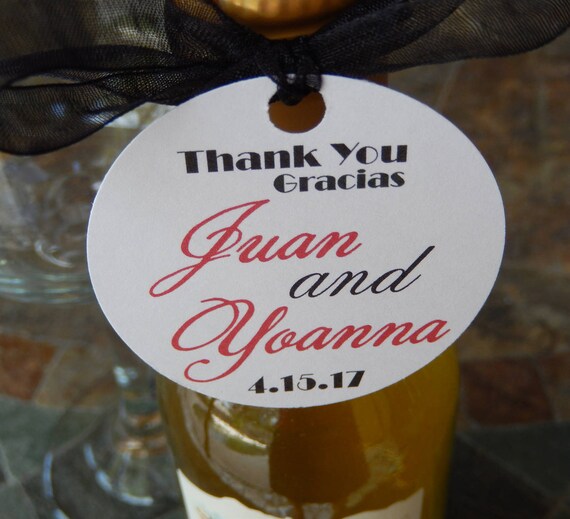 Thank You
Gracias
Juan
and
Yoanna
4.15.17